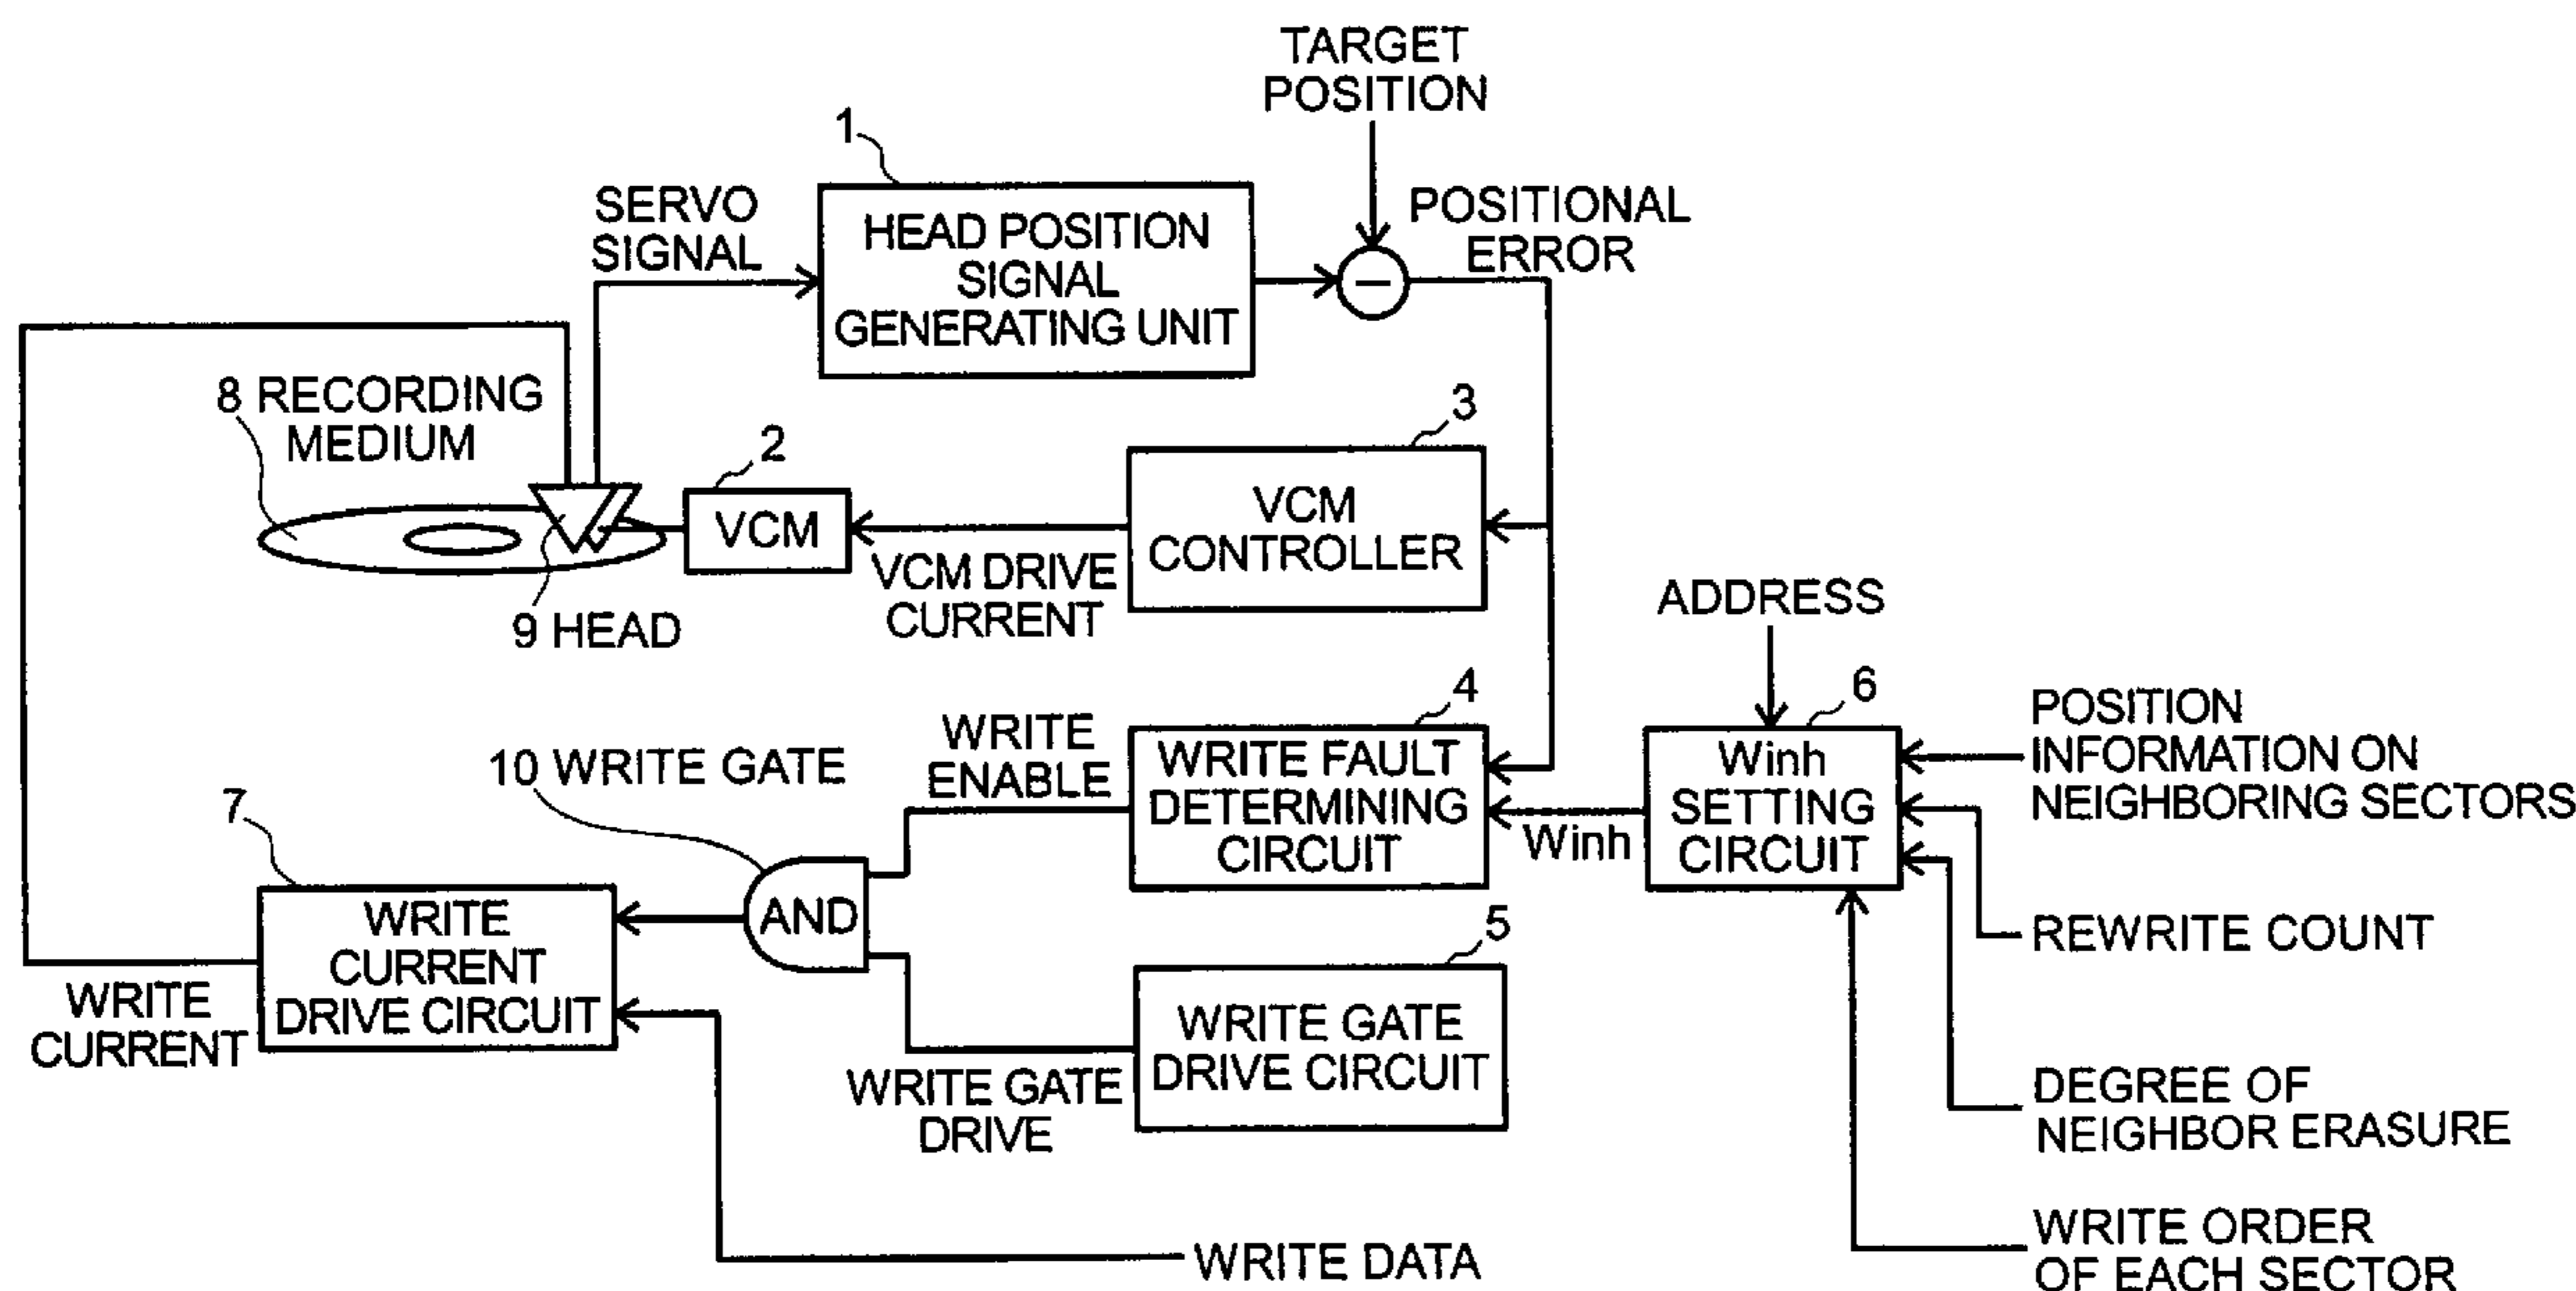 TARGET
POSITION
1
SERVO
SIGNAL
HEAD POSITION
SIGNAL
GENERATING UNIT
−
POSITIONAL
ERROR
8 RECORDING
MEDIUM
9 HEAD
2
VCM
VCM DRIVE
CURRENT
3
VCM
CONTROLLER
ADDRESS
4
WRITE FAULT
DETERMINING
CIRCUIT
WRITE
ENABLE
Winh
6
Winh
SETTING
CIRCUIT
POSITION
INFORMATION ON
NEIGHBORING SECTORS
REWRITE COUNT
DEGREE OF
NEIGHBOR ERASURE
WRITE ORDER
OF EACH SECTOR
10 WRITE GATE
AND
7
WRITE
CURRENT
DRIVE CIRCUIT
WRITE
CURRENT
5
WRITE GATE
DRIVE CIRCUIT
WRITE GATE
DRIVE
WRITE DATA